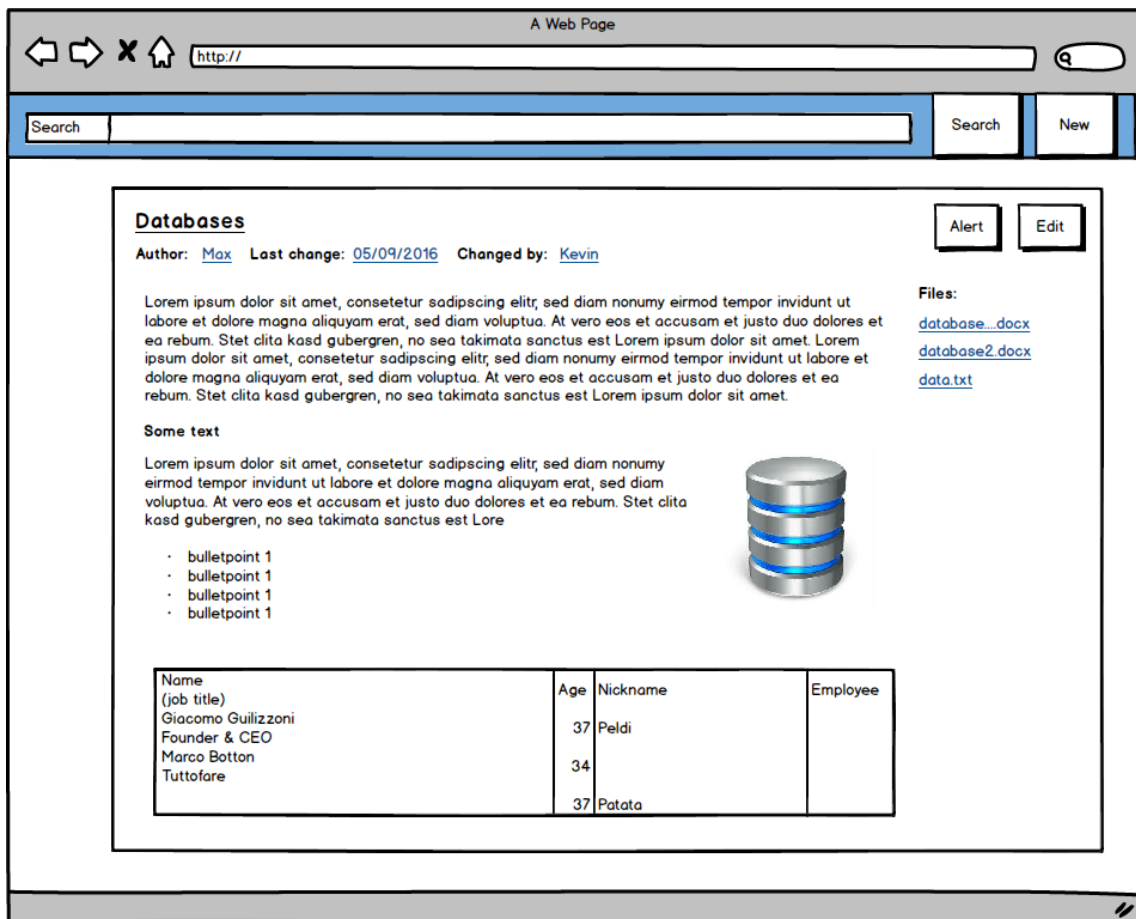 A Web Page
http://
Search
Search
New
Databases
Alert
Edit
Author: Max Last change: 05/09/2016 Changed by: Kevin
Lorem ipsum dolor sit amet, consetetur sadipscing elitr, sed diam nonumy eirmod tempor invidunt ut
labore et dolore magna aliquyam erat, sed diam voluptua. At vero eos et accusam et justo duo dolores et
ea rebum. Stet clita kasd gubergren, no sea takimata sanctus est Lorem ipsum dolor sit amet. Lorem
ipsum dolor sit amet, consetetur sadipscing elitr, sed diam nonumy eirmod tempor invidunt ut labore et
dolore magna aliquyam erat, sed diam voluptua. At vero eos et accusam et justo duo dolores et ea
rebum. Stet clita kasd gubergren, no sea takimata sanctus est Lorem ipsum dolor sit amet.
Files:
database....docx
database2.docx
data.txt
Some text
Lorem ipsum dolor sit amet, consetetur sadipscing elitr, sed diam nonumy
eirmod tempor invidunt ut labore et dolore magna aliquyam erat, sed diam
voluptua. At vero eos et accusam et justo duo dolores et ea rebum. Stet clita
kasd gubergren, no sea takimata sanctus est Lore
· bulletpoint 1
· bulletpoint 1
· bulletpoint 1
· bulletpoint 1
Name
(job title)
Giacomo Guilizzoni
Founder & CEO
Marco Botton
Tuttofare
Age
37
34
37
Nickname
Peldi
Patata
Employee